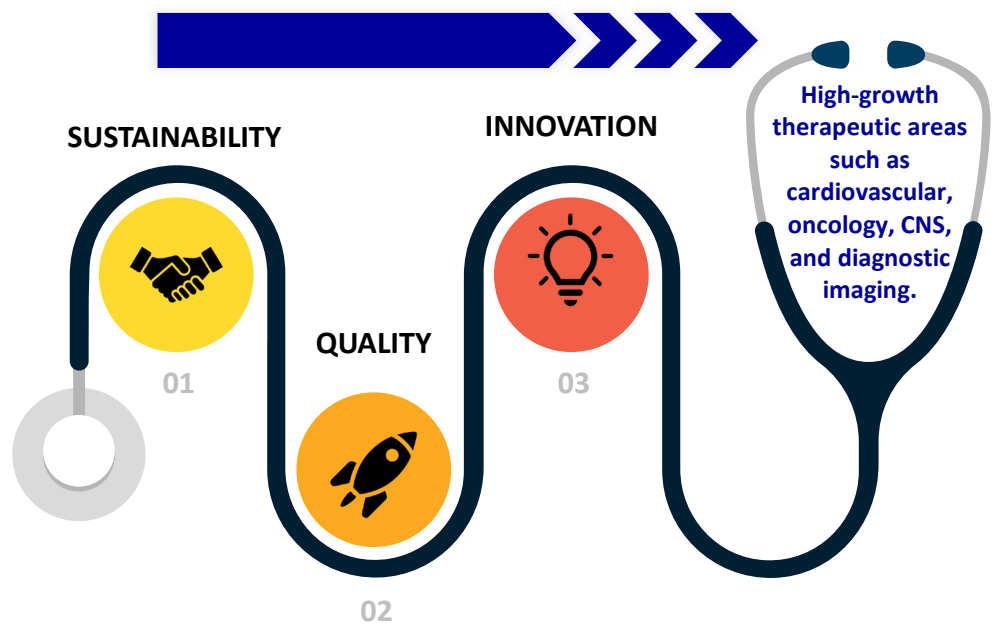 SUSTAINABILITY
01
QUALITY
02
INNOVATION
03
High-growth
therapeutic areas
such as
cardiovascular,
oncology, CNS,
and diagnostic
imaging.